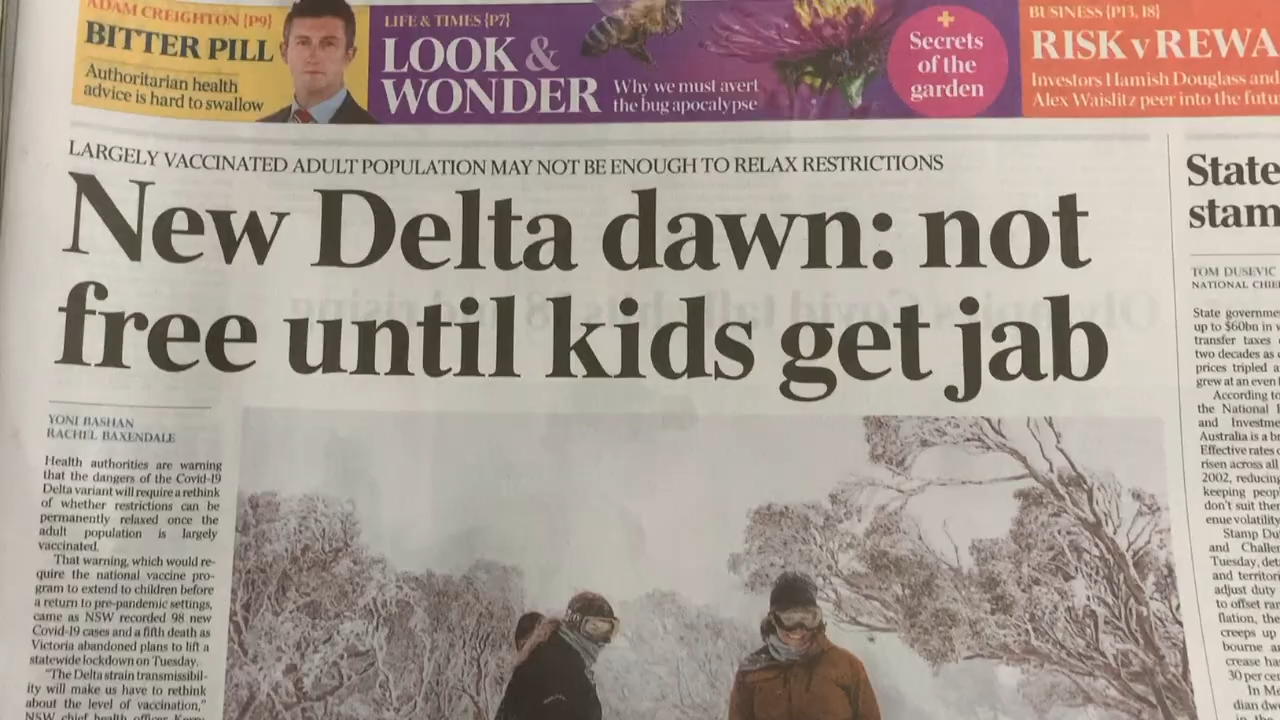 ADAM CREIGHTON {P9}
BITTER PILL
Authoritarian health
advice is hard to swallow
LIFE & TIMES {P7}
LOOK &
WONDER
Why we must avert
the bug apocalypse
+
Secrets
of the
garden
BUSINESS {P13, 18}
RISK v REWA
Investors Hamish Douglass and
Alex Waislitz peer into the futu
LARGELY VACCINATED ADULT POPULATION MAY NOT BE ENOUGH TO RELAX RESTRICTIONS
New Delta dawn: not
free until kids get jab
YONI BASHAN
RACHEL BAXENDALE
Health authorities are warning
that the dangers of the Covid-19
Delta variant will require a rethink
of whether restrictions can be
permanently relaxed once the
adult population is largely
vaccinated.
That warning, which would re-
quire the national vaccine pro-
gram to extend to children before
a return to pre-pandemic settings,
came as NSW recorded 98 new
Covid-19 cases and a fifth death as
Victoria abandoned plans to lift a
statewide lockdown on Tuesday.
"The Delta strain transmissibil-
ity will make us have to rethink
about the level of vaccination,"
NSW chief health officer
State
stam
TOM DUSEVIC
NATIONAL CHIE
State governme
up to $60bn in
transfer taxes
two decades as
prices tripled a
grew at an even
According to
the National
and Investme
Australia is a b
Effective rates
risen across all
2002, reducing
keeping peop
don't suit ther
enue volatility
Stamp Du
and Challe
Tuesday, det
and territor
adjust duty
to offset ran
flation, the
creeps up
bourne a
crease ha
30 per ce
In Me
dian dw